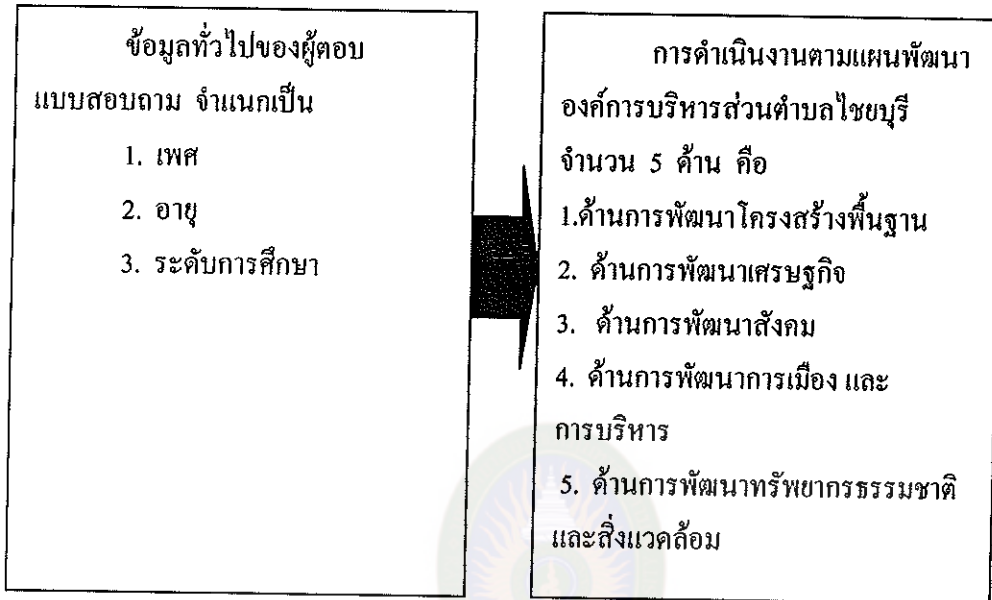 ข้อมูลทั่วไปของผู้ตอบ
แบบสอบถาม จำแนกเป็น
1. เพศ
2. อายุ
3. ระดับการศึกษา
การดำเนินงานตามแผนพัฒนา
องค์การบริหารส่วนตำบลไชยบุรี
จำนวน 5 ด้าน คือ
1.ด้านการพัฒนาโครงสร้างพื้นฐาน
2. ด้านการพัฒนาเศรษฐกิจ
3. ด้านการพัฒนาสังคม
4. ด้านการพัฒนาการเมือง และ
การบริหาร
5. ด้านการพัฒนาทรัพยากรธรรมชาติ
และสิ่งแวดล้อม